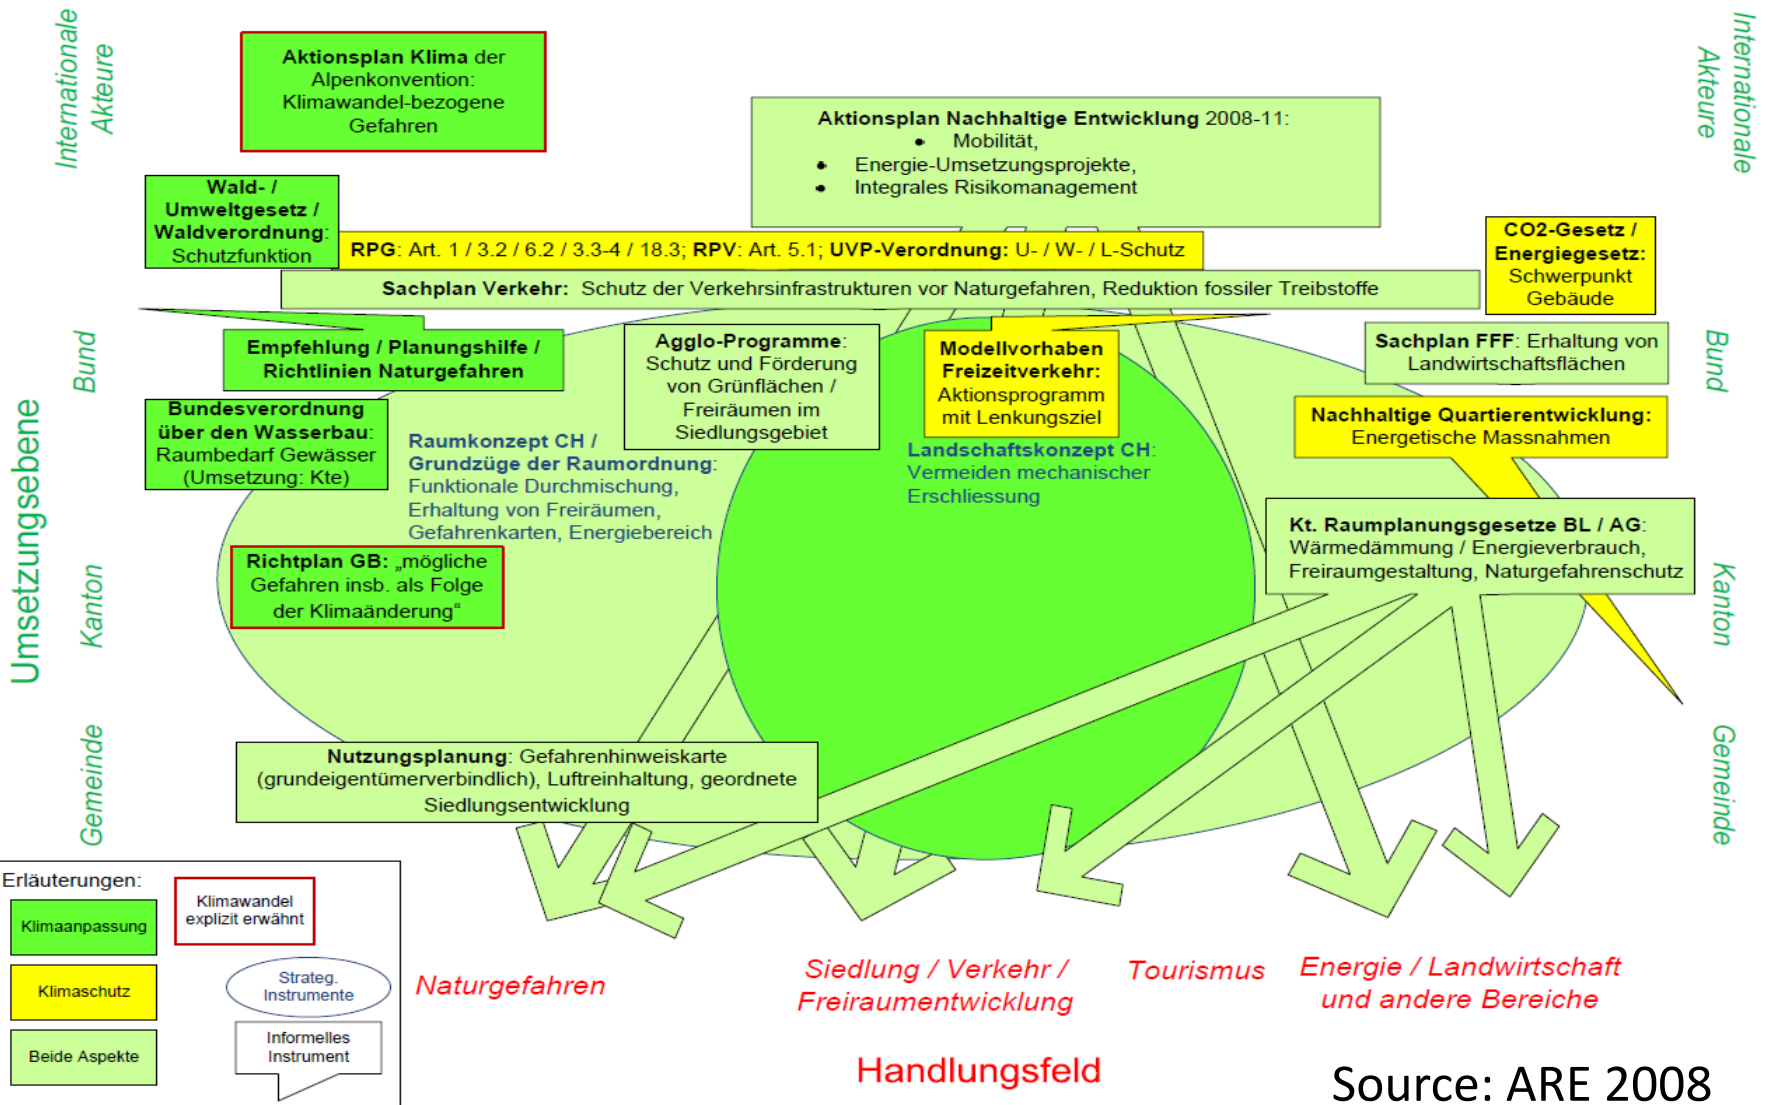 Internationale
Akteure
Aktionsplan Klima der
Alpenkonvention:
Klimawandel-bezogene
Gefahren
Internationale
Akteure
Aktionsplan Nachhaltige Entwicklung 2008-11:
• Mobilität,
• Energie-Umsetzungsprojekte,
• Integrales Risikomanagement
Wald- /
Umweltgesetz /
Waldverordnung:
Schutzfunktion
RPG: Art. 1 / 3.2 / 6.2 / 3.3-4 / 18.3; RPV: Art. 5.1; UVP-Verordnung: U- / W- / L-Schutz
CO2-Gesetz /
Energiegesetz:
Schwerpunkt
Gebäude
Sachplan Verkehr: Schutz der Verkehrsinfrastrukturen vor Naturgefahren, Reduktion fossiler Treibstoffe
Umsetzungsebene
Bund
Empfehlung / Planungshilfe /
Richtlinien Naturgefahren
Agglo-Programme:
Schutz und Förderung
von Grünflächen /
Freiräumen im
Siedlungsgebiet
Modellvorhaben
Freizeitverkehr:
Aktionsprogramm
mit Lenkungsziel
Sachplan FFF: Erhaltung von
Landwirtschaftsflächen
Bund
Bundesverordnung
über den Wasserbau:
Raumbedarf Gewässer
(Umsetzung: Kte)
Raumkonzept CH /
Grundzüge der Raumordnung:
Funktionale Durchmischung,
Erhaltung von Freiräumen,
Gefahrenkarten, Energiebereich
Landschaftskonzept CH:
Vermeiden mechanischer
Erschliessung
Nachhaltige Quartierentwicklung:
Energetische Massnahmen
Kt. Raumplanungsgesetze BL / AG:
Wärmedämmung / Energieverbrauch,
Freiraumgestaltung, Naturgefahrenschutz
Kanton
Richtplan GB: „mögliche
Gefahren insb. als Folge
der Klimaänderung“
Kanton
Gemeinde
Nutzungsplanung: Gefahrenhinweiskarte
(grundeigentümerverbindlich), Luftreinhaltung, geordnete
Siedlungsentwicklung
Gemeinde
Erläuterungen:
Klimaanpassung
Klimawandel
explizit erwähnt
Klimaschutz
Strateg.
Instrumente
Beide Aspekte
Informelles
Instrument
Naturgefahren
Siedlung / Verkehr /
Freiraumentwicklung
Tourismus
Energie / Landwirtschaft
und andere Bereiche
Handlungsfeld
Source: ARE 2008